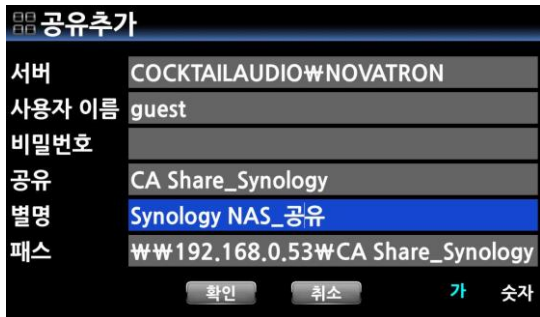 공유추가
서버 COCKTAILAUDIO₩NOVATRON
사용자 이름 guest
비밀번호
공유 CA Share_Synology
별명 Synology NAS_공유
패스 ₩₩192.168.0.53₩CA Share_Synology
확인 취소 가 숫자